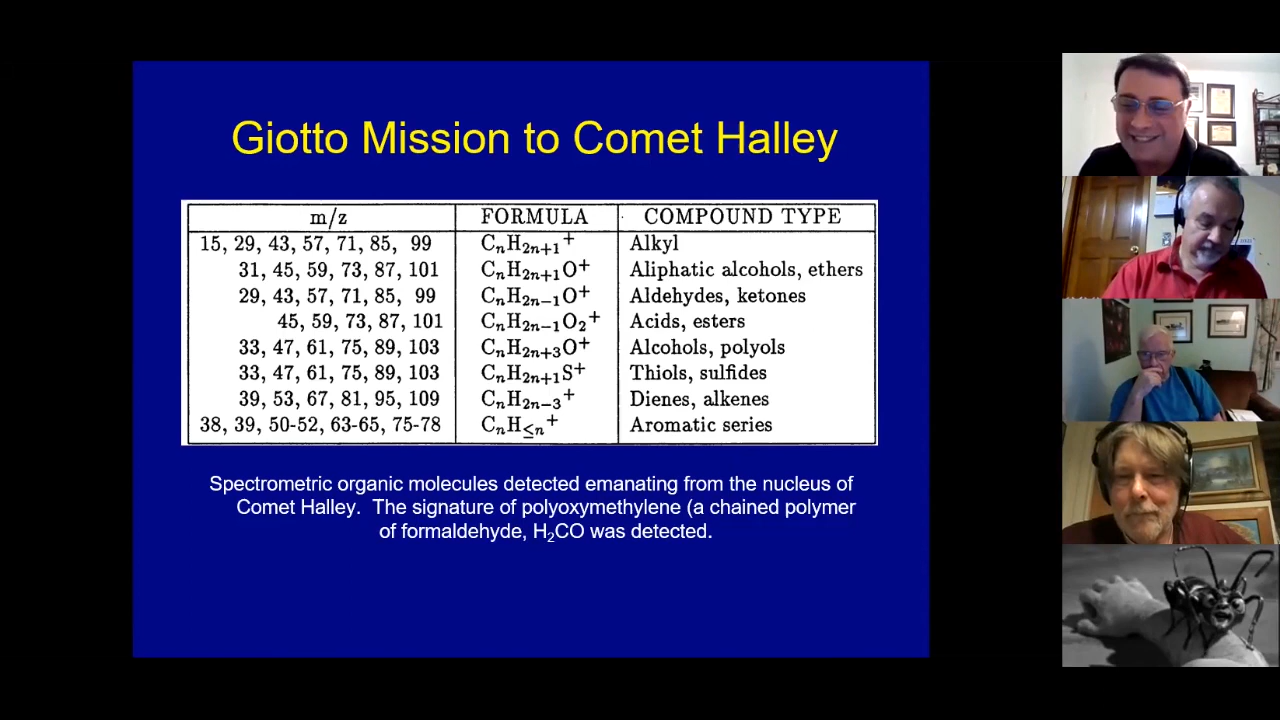 Giotto Mission to Comet Halley
m/z FORMULA COMPOUND TYPE
15, 29, 43, 57, 71, 85, 99 CₙH₂ₙ₊₁⁺ Alkyl
31, 45, 59, 73, 87, 101 CₙH₂ₙ₊₁O⁺ Aliphatic alcohols, ethers
29, 43, 57, 71, 85, 99 CₙH₂ₙ₋₁O⁺ Aldehydes, ketones
45, 59, 73, 87, 101 CₙH₂ₙ₋₁O₂⁺ Acids, esters
33, 47, 61, 75, 89, 103 CₙH₂ₙ₊₃O⁺ Alcohols, polyols
33, 47, 61, 75, 89, 103 CₙH₂ₙ₊₁S⁺ Thiols, sulfides
39, 53, 67, 81, 95, 109 CₙH₂ₙ₋₃⁺ Dienes, alkenes
38, 39, 50-52, 63-65, 75-78 CₙH≤ₙ⁺ Aromatic series
Spectrometric organic molecules detected emanating from the nucleus of
Comet Halley. The signature of polyoxymethylene (a chained polymer
of formaldehyde, H₂CO was detected.